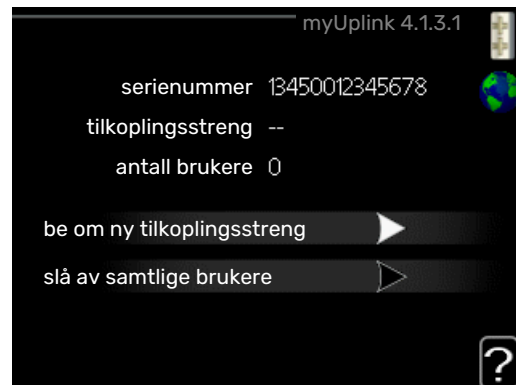 myUplink 4.1.3.1
serienummer 13450012345678
tilkoplingsstreng --
antall brukere 0
be om ny tilkoplingsstreng
slå av samtlige brukere
?